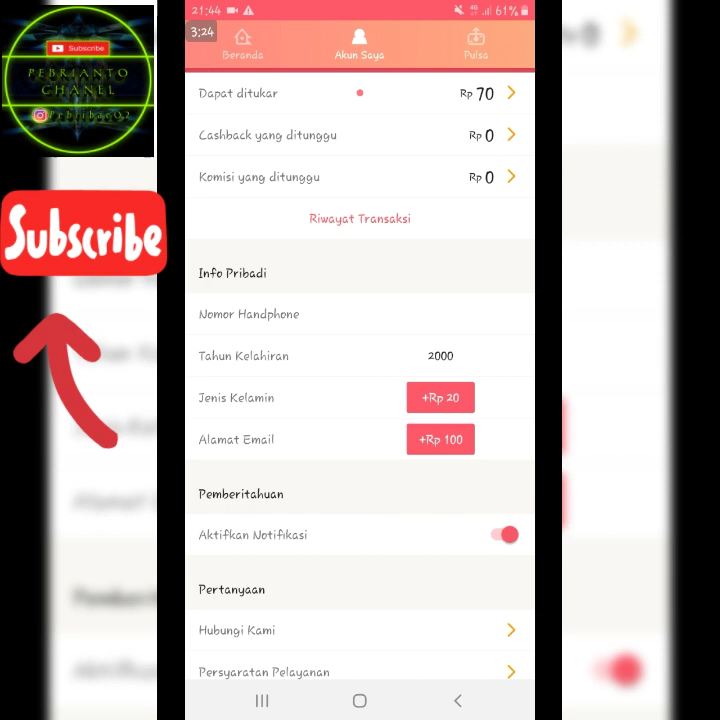 Subscribe
PEBRIANTO
CHANEL
Pebribae02
Subscribe
21:44
4G
61%
3:24
Beranda
Akun Saya
Pulsa
Dapat ditukar
Rp 70
Cashback yang ditunggu
Rp 0
Komisi yang ditunggu
Rp 0
Riwayat Transaksi
Info Pribadi
Nomor Handphone
Tahun Kelahiran
2000
Jenis Kelamin
+Rp 20
Alamat Email
+Rp 100
Pemberitahuan
Aktifkan Notifikasi
Pertanyaan
Hubungi Kami
Persyaratan Pelayanan